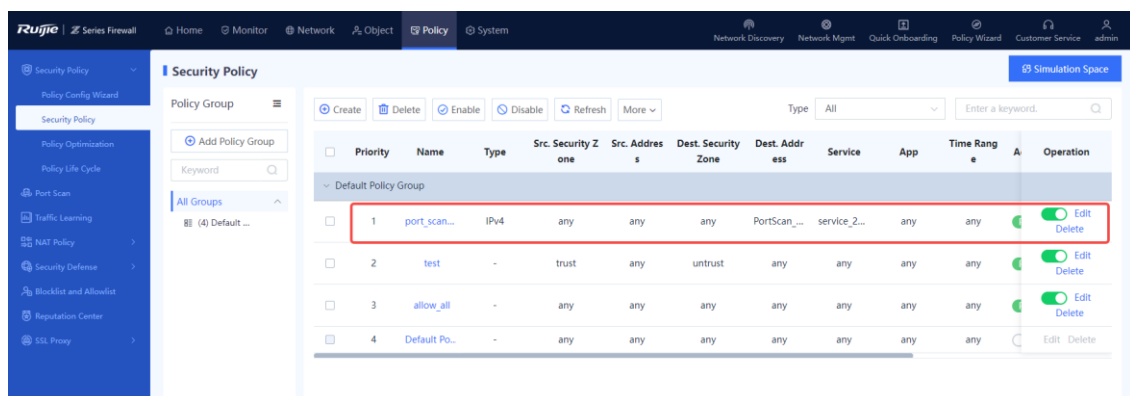 Ruijie | Z Series Firewall
Home Monitor Network Object Policy System
Network Discovery Network Mgmt Quick Onboarding Policy Wizard Customer Service admin
Security Policy
Policy Config Wizard
Security Policy
Policy Optimization
Policy Life Cycle
Port Scan
Traffic Learning
NAT Policy
Security Defense
Blocklist and Allowlist
Reputation Center
SSL Proxy
Security Policy
Simulation Space
Policy Group
Add Policy Group
Keyword
All Groups
(4) Default ...
Create Delete Enable Disable Refresh More Type All Enter a keyword.
Priority Name Type Src. Security Z Src. Addres Dest. Security Dest. Addr Service App Time Rang A Operation
one s Zone ess e
Default Policy Group
1 port_scan... IPv4 any any any PortScan_... service_2... any any Edit
Delete
2 test - trust any untrust any any any any Edit
Delete
3 allow_all - any any any any any any any Edit
Delete
4 Default Po... - any any any any any any any Edit Delete